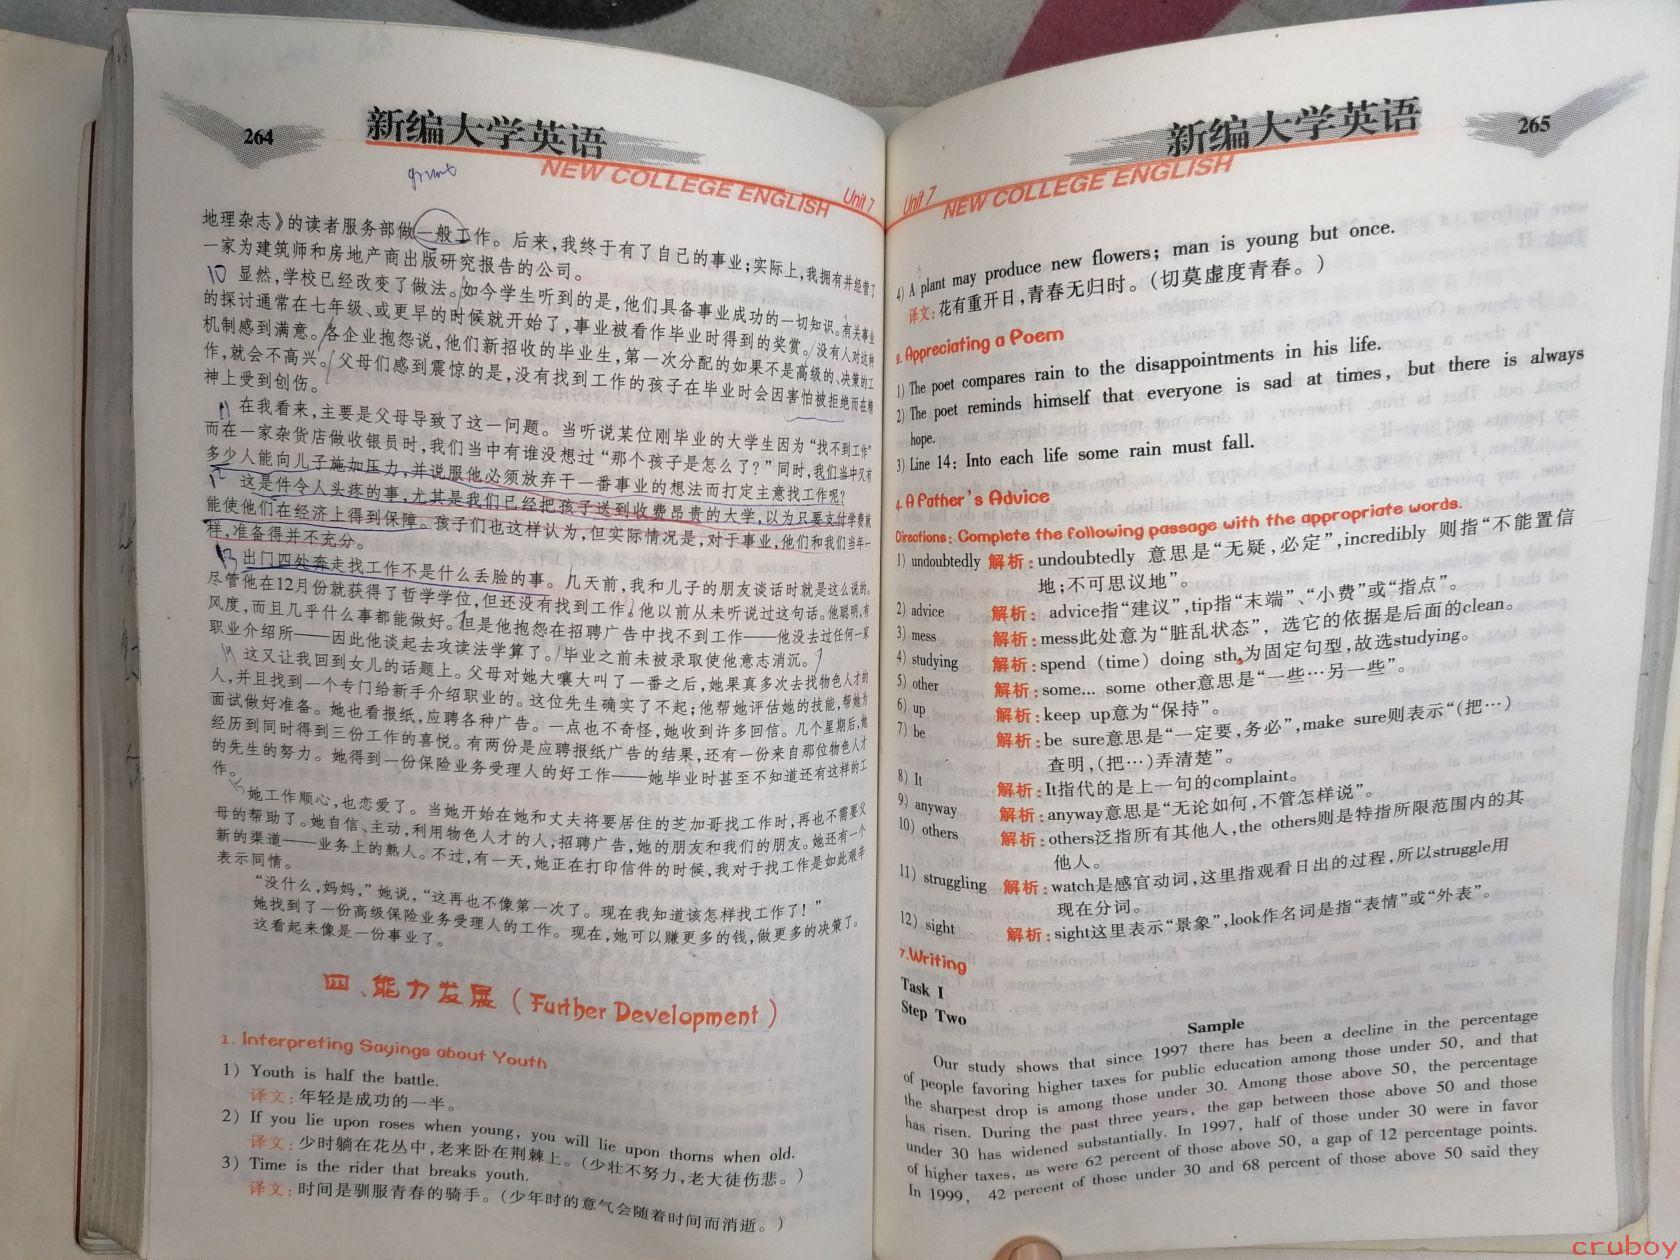 264
新编大学英语
NEW COLLEGE ENGLISH
Unit 7
地理杂志》的读者服务部做一般工作。后来,我终于有了自己的事业;实际上,我拥有并经营了
一家为建筑师和房地产商出版研究报告的公司。
10 显然,学校已经改变了做法。如今学生听到的是,他们具备事业成功的一切知识。有关事业
的探讨通常在七年级、或更早的时候就开始了,事业被看作毕业时得到的奖赏。没有人对这种
机制感到满意。各企业抱怨说,他们新招收的毕业生,第一次分配的如果不是高级的、决策的工
作,就会不高兴。父母们感到震惊的是,没有找到工作的孩子在毕业时会因害怕被拒绝而在精
神上受到创伤。
11 在我看来,主要是父母导致了这一问题。当听说某位刚毕业的大学生因为“找不到工作”
而在一家杂货店做收银员时,我们当中有谁没想过“那个孩子是怎么了?”同时,我们当中又有
多少人能向儿子施加压力,并说服他必须放弃干一番事业的想法而打定主意找工作呢?
12 这是件令人头疼的事,尤其是我们已经把孩子送到收费昂贵的大学,以为只要支付学费就
能使他们在经济上得到保障。孩子们也这样认为,但实际情况是,对于事业,他们和我们当年一
样,准备得并不充分。
13 出门四处奔走找工作不是什么丢脸的事。几天前,我和儿子的朋友谈话时就是这么说的。
尽管他在12月份就获得了哲学学位,但还没有找到工作。他以前从未听说过这句话。他聪明,有
风度,而且几乎什么事都能做好。但是他抱怨在招聘广告中找不到工作——他没去过任何一家
职业介绍所——因此他谈起去攻读法学算了。毕业之前未被录取使他意志消沉。
14 这又让我回到女儿的话题上。父母对她大嚷大叫了一番之后,她果真多次去找物色人才的
人,并且找到一个专门给新手介绍职业的。这位先生确实了不起;他帮她评估她的技能,帮她为
面试做好准备。她也看报纸,应聘各种广告。一点也不奇怪,她收到许多回信。几个星期后,她
经历到同时得到三份工作的喜悦。有两份是应聘报纸广告的结果,还有一份来自那位物色人才
的先生的努力。她得到一份保险业务受理人的好工作——她毕业时甚至不知道还有这样的工
作。
15 她工作顺心,也恋爱了。当她开始在她和丈夫将要居住的芝加哥找工作时,再也不需要父
母的帮助了。她自信、主动,利用物色人才的人,招聘广告,她的朋友和我们的朋友。她还有一个
新的渠道——业务上的熟人。不过,有一天,她正在打印信件的时候,我对于找工作是如此艰辛
表示同情。
“没什么,妈妈,”她说,“这再也不像第一次了。现在我知道该怎样找工作了!”
她找到了一份高级保险业务受理人的工作。现在,她可以赚更多的钱,做更多的决策了。
这看起来像是一份事业了。
四、能力发展(Further Development)
1. Interpreting Sayings about Youth
1) Youth is half the battle.
译文:年轻是成功的一半。
2) If you lie upon roses when young, you will lie upon thorns when old.
译文:少时躺在花丛中,老来卧在荆棘上。(少壮不努力,老大徒伤悲。)
3) Time is the rider that breaks youth.
译文:时间是驯服青春的骑手。(少年时的意气会随着时间而消逝。)
新编大学英语
265
Unit 7
NEW COLLEGE ENGLISH
4) A plant may produce new flowers; man is young but once.
译文:花有重开日,青春无归时。(切莫虚度青春。)
2. Appreciating a Poem
1) The poet compares rain to the disappointments in his life.
2) The poet reminds himself that everyone is sad at times, but there is always
hope.
3) Line 14: Into each life some rain must fall.
4. A Father's Advice
Directions: Complete the following passage with the appropriate words.
1) undoubtedly 解析:undoubtedly 意思是“无疑,必定”,incredibly 则指“不能置信
地;不可思议地”。
2) advice 解析: advice指“建议”,tip指“末端”、“小费”或“指点”。
3) mess 解析:mess此处意为“脏乱状态”, 选它的依据是后面的clean。
4) studying 解析:spend (time) doing sth.为固定句型,故选studying。
5) other 解析:some... some other意思是“一些…另一些”。
6) up 解析:keep up意为“保持”。
7) be 解析:be sure意思是“一定要,务必”,make sure则表示“(把…)
查明,(把…)弄清楚”。
8) It 解析:It指代的是上一句的complaint。
9) anyway 解析:anyway意思是“无论如何,不管怎样说”。
10) others 解析:others泛指所有其他人,the others则是特指所限范围内的其
他人。
11) struggling 解析:watch是感官动词,这里指观看日出的过程,所以struggle用
现在分词。
12) sight 解析:sight这里表示“景象”,look作名词是指“表情”或“外表”。
7. Writing
Task I
Step Two
Sample
Our study shows that since 1997 there has been a decline in the percentage
of people favoring higher taxes for public education among those under 50, and that
the sharpest drop is among those under 30. Among those above 50, the percentage
has risen. During the past three years, the gap between those above 50 and those
under 30 has widened substantially. In 1997, half of those under 30 were in favor
of higher taxes, as were 62 percent of those above 50, a gap of 12 percentage points.
In 1999, 42 percent of those under 30 and 68 percent of those above 50 said they
cruboy